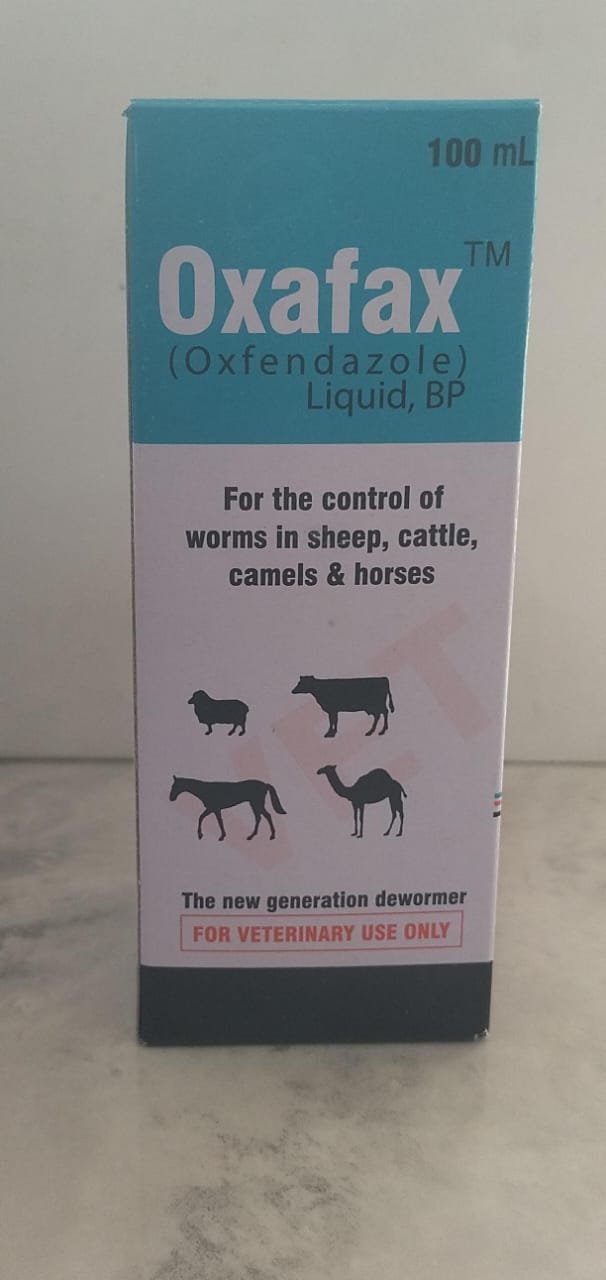 100 mL
Oxafax™
(Oxfendazole)
Liquid, BP
For the control of
worms in sheep, cattle,
camels & horses
VET
The new generation dewormer
FOR VETERINARY USE ONLY